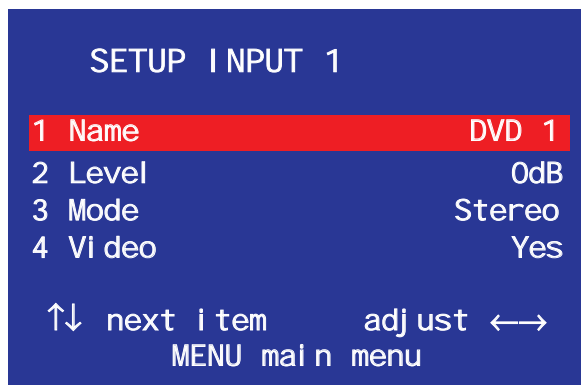 SETUP INPUT 1
1 Name DVD 1
2 Level 0dB
3 Mode Stereo
4 Video Yes
↑↓ next item adjust ←→
MENU main menu